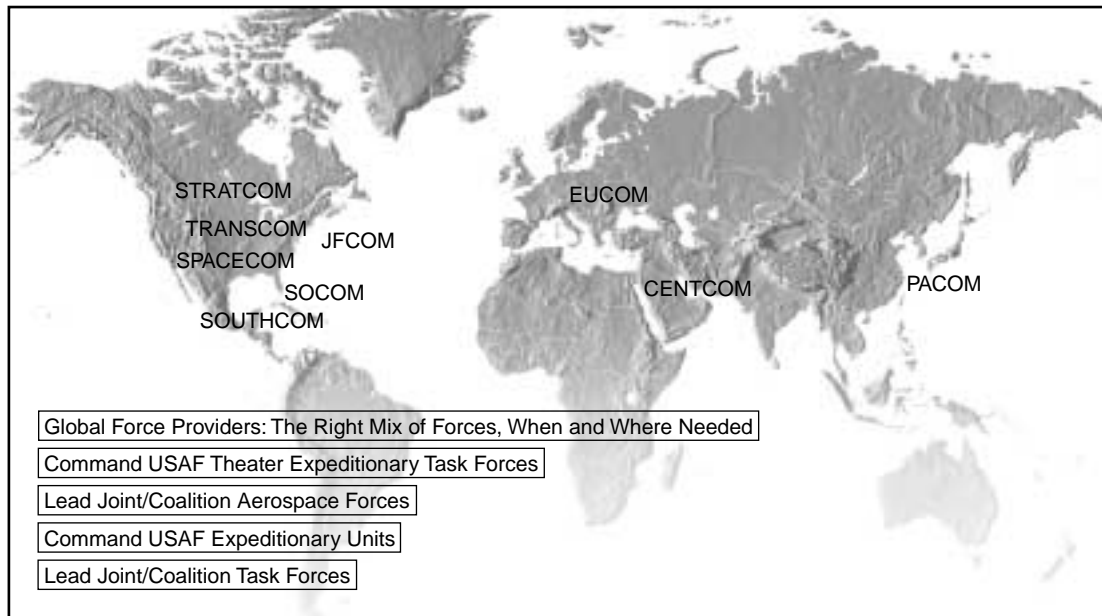 STRATCOM
EUCOM
TRANSCOM
JFCOM
SPACECOM
CENTCOM
PACOM
SOCOM
SOUTHCOM
Global Force Providers: The Right Mix of Forces, When and Where Needed
Command USAF Theater Expeditionary Task Forces
Lead Joint/Coalition Aerospace Forces
Command USAF Expeditionary Units
Lead Joint/Coalition Task Forces